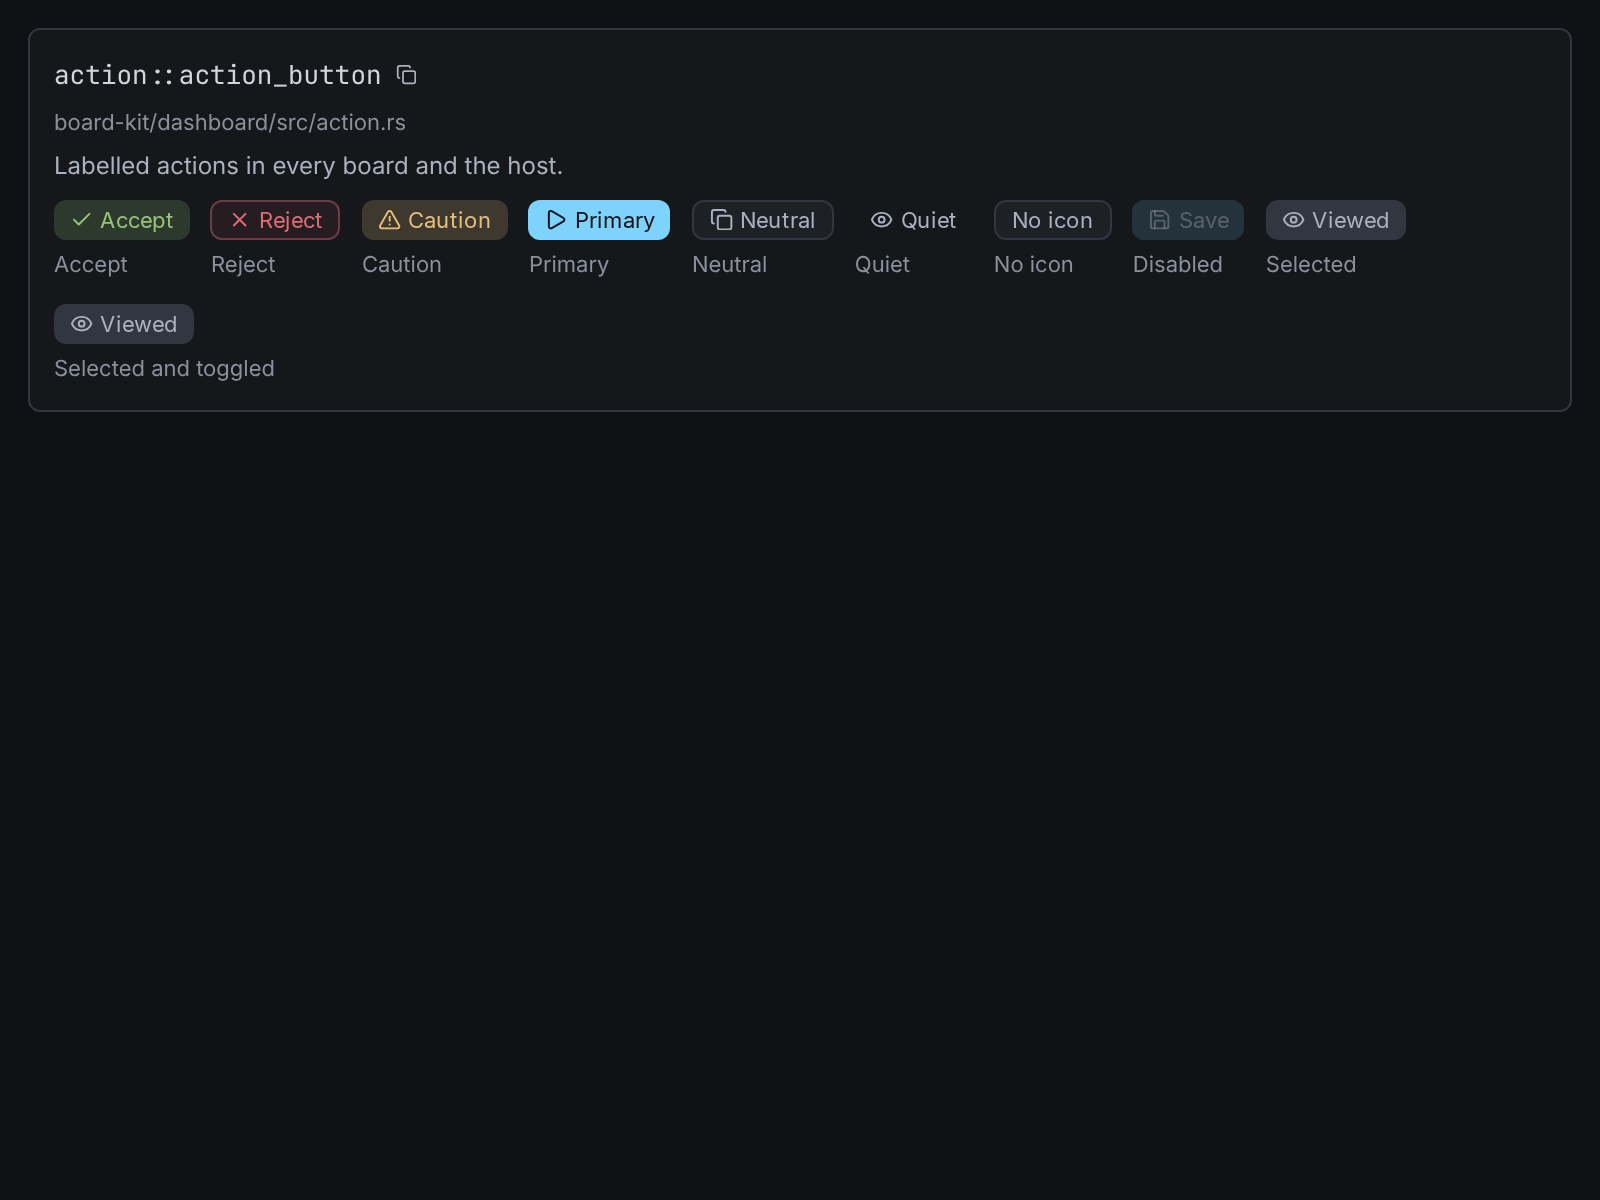 action::action_button
board-kit/dashboard/src/action.rs
Labelled actions in every board and the host.
Accept Reject Caution Primary Neutral Quiet No icon Save Viewed
Accept Reject Caution Primary Neutral Quiet No icon Disabled Selected
Viewed
Selected and toggled